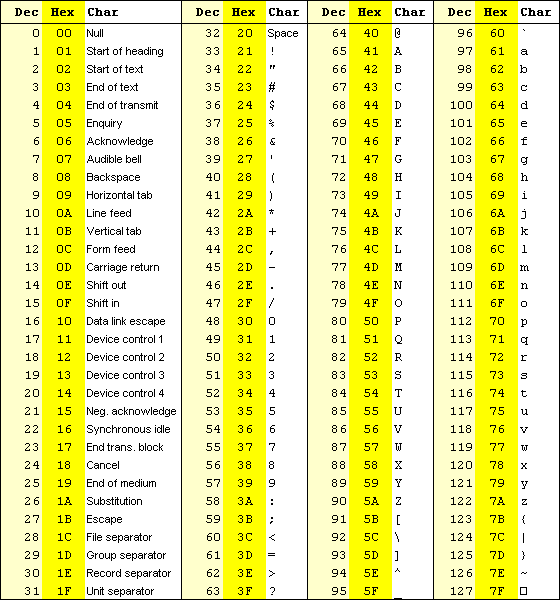 Dec Hex Char Dec Hex Char Dec Hex Char Dec Hex Char
0 00 Null 32 20 Space 64 40 @ 96 60 `
1 01 Start of heading 33 21 ! 65 41 A 97 61 a
2 02 Start of text 34 22 " 66 42 B 98 62 b
3 03 End of text 35 23 # 67 43 C 99 63 c
4 04 End of transmit 36 24 $ 68 44 D 100 64 d
5 05 Enquiry 37 25 % 69 45 E 101 65 e
6 06 Acknowledge 38 26 & 70 46 F 102 66 f
7 07 Audible bell 39 27 ' 71 47 G 103 67 g
8 08 Backspace 40 28 ( 72 48 H 104 68 h
9 09 Horizontal tab 41 29 ) 73 49 I 105 69 i
10 0A Line feed 42 2A * 74 4A J 106 6A j
11 0B Vertical tab 43 2B + 75 4B K 107 6B k
12 0C Form feed 44 2C , 76 4C L 108 6C l
13 0D Carriage return 45 2D - 77 4D M 109 6D m
14 0E Shift out 46 2E . 78 4E N 110 6E n
15 0F Shift in 47 2F / 79 4F O 111 6F o
16 10 Data link escape 48 30 0 80 50 P 112 70 p
17 11 Device control 1 49 31 1 81 51 Q 113 71 q
18 12 Device control 2 50 32 2 82 52 R 114 72 r
19 13 Device control 3 51 33 3 83 53 S 115 73 s
20 14 Device control 4 52 34 4 84 54 T 116 74 t
21 15 Neg. acknowledge 53 35 5 85 55 U 117 75 u
22 16 Synchronous idle 54 36 6 86 56 V 118 76 v
23 17 End trans. block 55 37 7 87 57 W 119 77 w
24 18 Cancel 56 38 8 88 58 X 120 78 x
25 19 End of medium 57 39 9 89 59 Y 121 79 y
26 1A Substitution 58 3A : 90 5A Z 122 7A z
27 1B Escape 59 3B ; 91 5B [ 123 7B {
28 1C File separator 60 3C < 92 5C \ 124 7C |
29 1D Group separator 61 3D = 93 5D ] 125 7D }
30 1E Record separator 62 3E > 94 5E ^ 126 7E ~
31 1F Unit separator 63 3F ? 95 5F _ 127 7F □